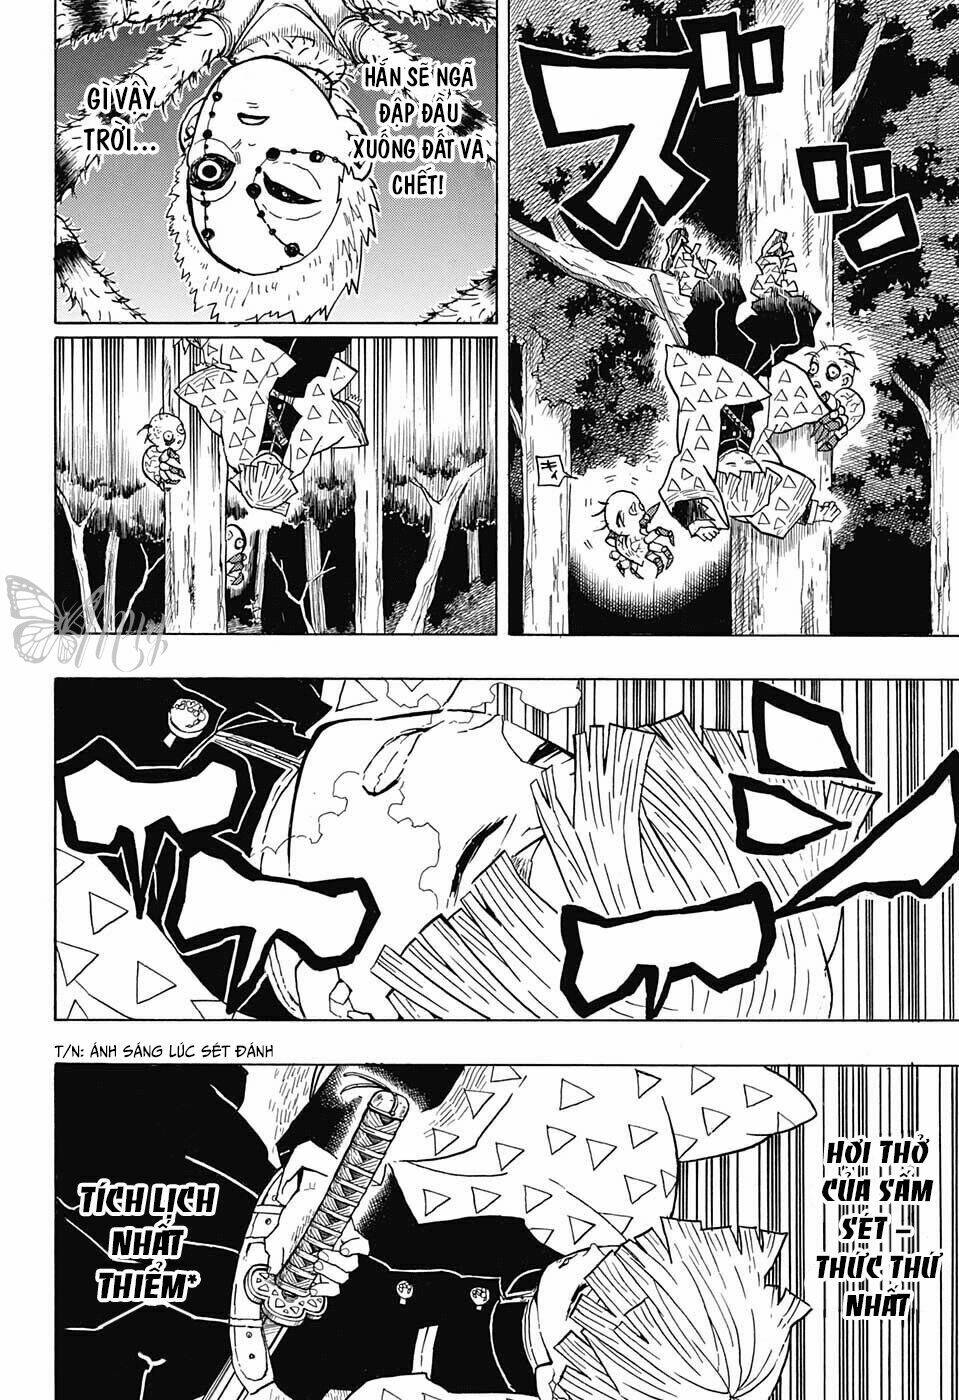 ズズッ
HẮN SẼ NGÃ
ĐẬP ĐẦU
XUỐNG ĐẤT VÀ
CHẾT!
GÌ VẬY
TRỜI...
T/N: ÁNH SÁNG LÚC SÉT ĐÁNH
HƠI THỞ
CỦA SẤM
SÉT –
THỨC THỨ
NHẤT
TÍCH LỊCH
NHẤT
THIỂM*